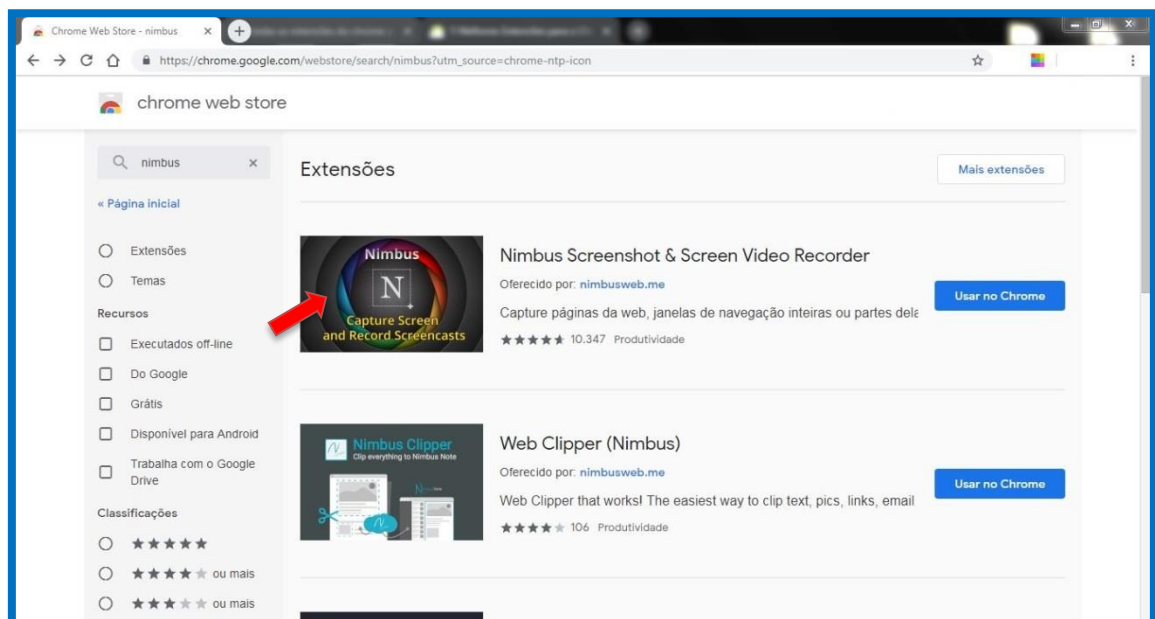 Chrome Web Store - nimbus
https://chrome.google.com/webstore/search/nimbus?utm_source=chrome-ntp-icon
chrome web store
nimbus
Extensões
Mais extensões
« Página inicial
Extensões
Temas
Recursos
Executados off-line
Do Google
Grátis
Disponível para Android
Trabalha com o Google
Drive
Classificações
ou mais
ou mais
Nimbus
N
Capture Screen
and Record Screencasts
Nimbus Screenshot & Screen Video Recorder
Oferecido por: nimbusweb.me
Capture páginas da web, janelas de navegação inteiras ou partes dela
10.347 Produtividade
Usar no Chrome
Nimbus Clipper
Clip everything to Nimbus Note
Web Clipper (Nimbus)
Oferecido por: nimbusweb.me
Web Clipper that works! The easiest way to clip text, pics, links, email
106 Produtividade
Usar no Chrome